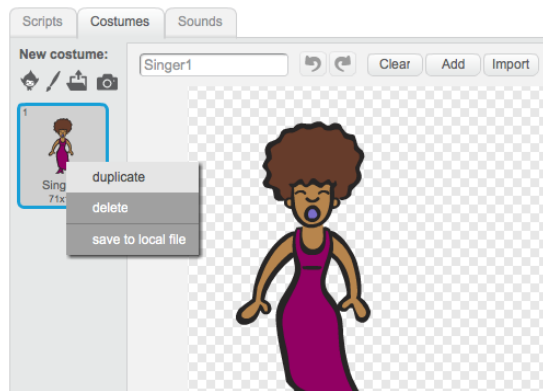 Scripts Costumes Sounds
New costume:
Singer1 Clear Add Import
1
duplicate
delete
save to local file